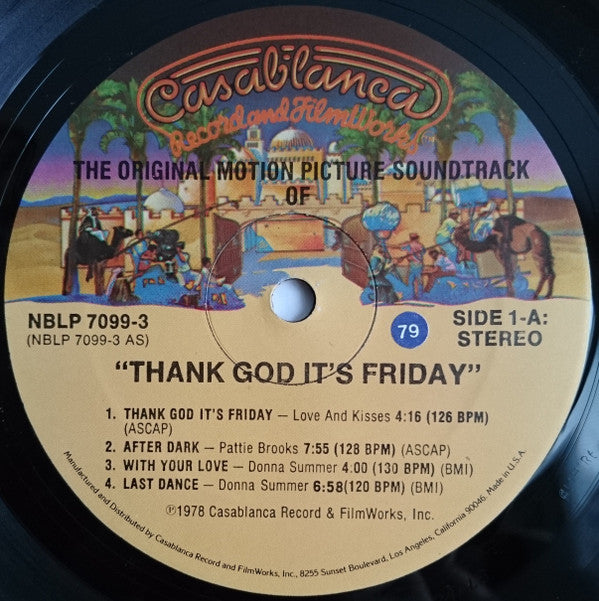 Casablanca
Record and FilmWorks
THE ORIGINAL MOTION PICTURE SOUNDTRACK
OF
NBLP 7099-3
(NBLP 7099-3 AS)
79
SIDE 1-A:
STEREO
"THANK GOD IT'S FRIDAY"
1. THANK GOD IT'S FRIDAY — Love And Kisses 4:16 (126 BPM)
(ASCAP)
2. AFTER DARK — Pattie Brooks 7:55 (128 BPM) (ASCAP)
3. WITH YOUR LOVE — Donna Summer 4:00 (130 BPM) (BMI)
4. LAST DANCE — Donna Summer 6:58(120 BPM) (BMI)
℗1978 Casablanca Record & FilmWorks, Inc.
Manufactured and Distributed by Casablanca Record and FilmWorks, Inc., 8255 Sunset Boulevard, Los Angeles, California 90046. Made in U.S.A.